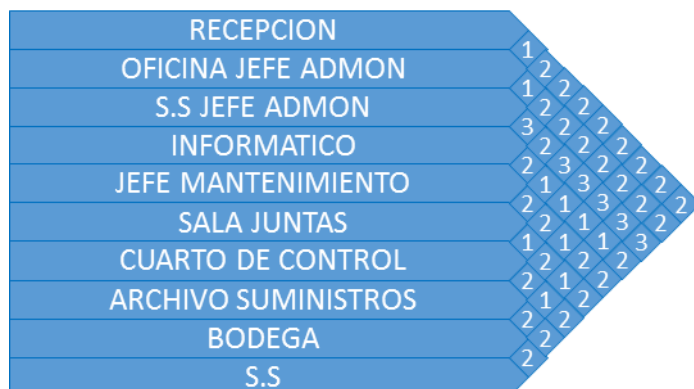 RECEPCION
1
OFICINA JEFE ADMON 2
1 2
S.S JEFE ADMON 2 2
3 2 2
INFORMATICO 2 2 2
2 3 2 2
JEFE MANTENIMIENTO 1 3 2 2
2 1 3 2 2
SALA JUNTAS 2 1 3 2
1 1 1 3
CUARTO DE CONTROL 2 2 2
2 1 2
ARCHIVO SUMINISTROS 1 2
2 2
BODEGA 2
2
S.S